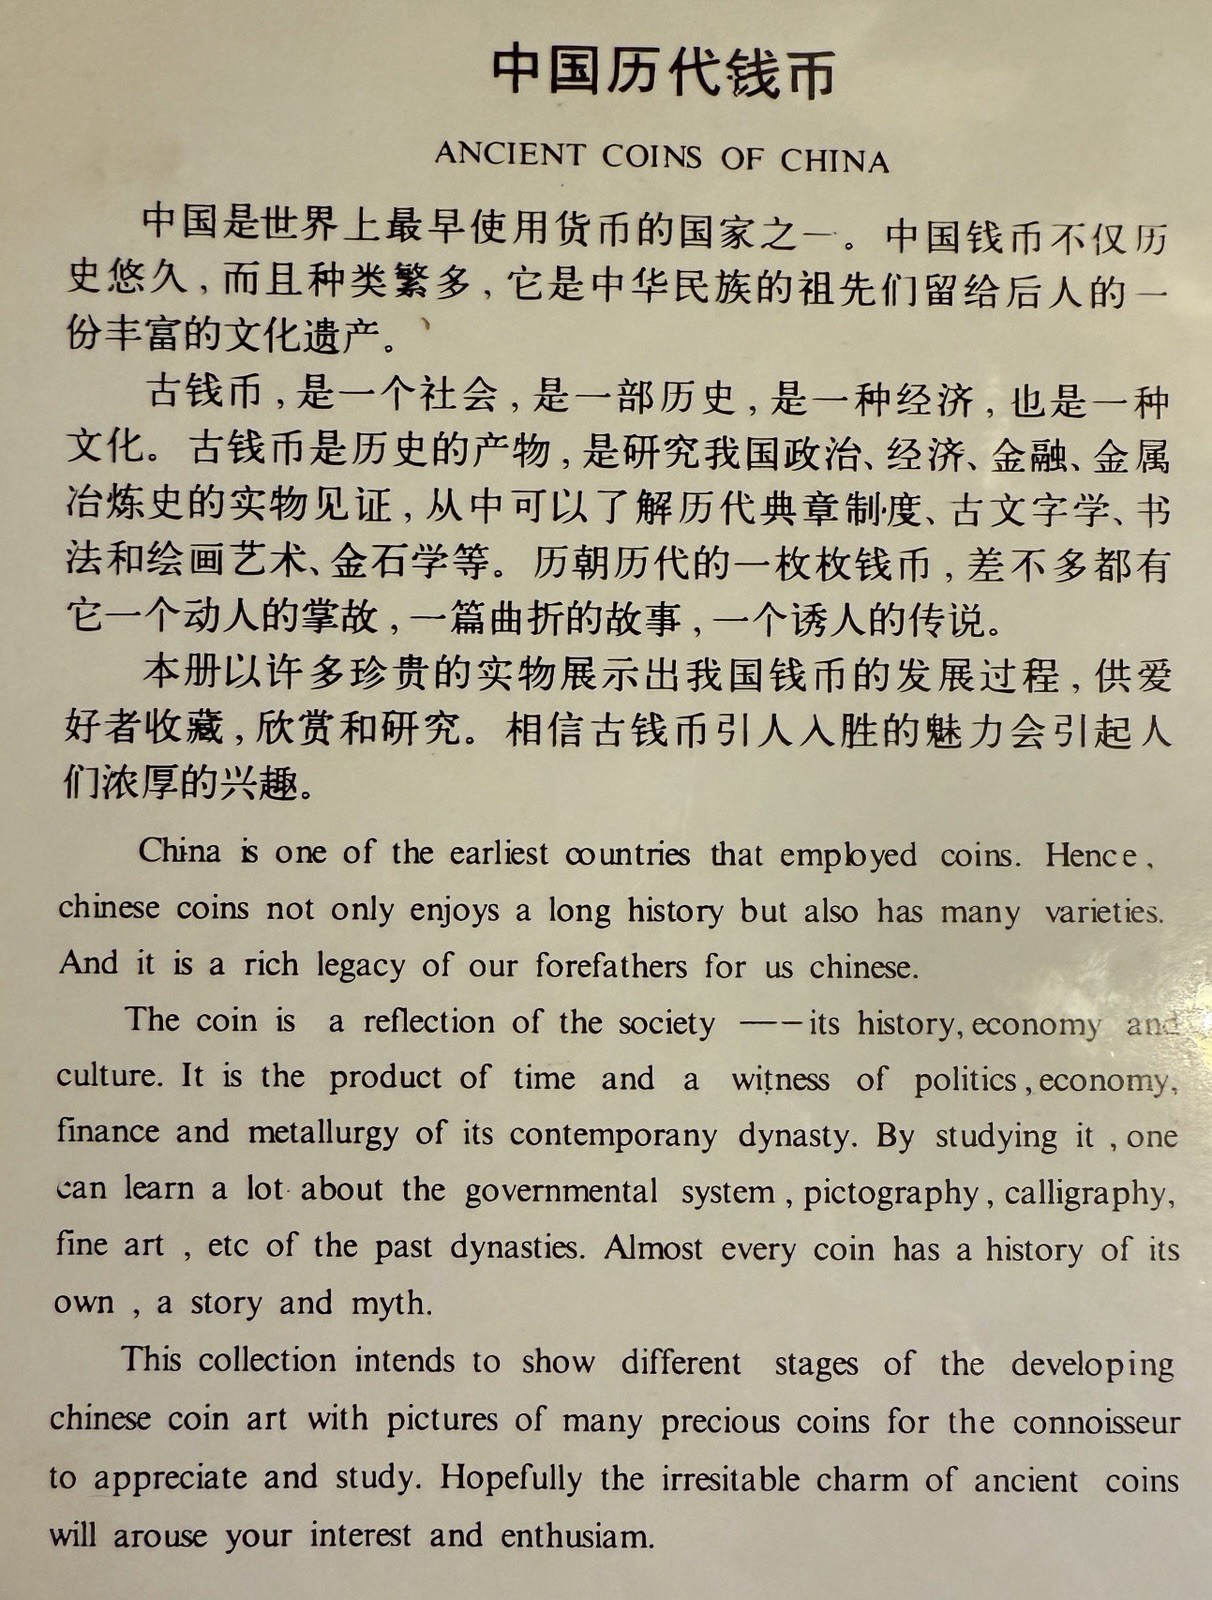 中国历代钱币
ANCIENT COINS OF CHINA
中国是世界上最早使用货币的国家之一。中国钱币不仅历
史悠久,而且种类繁多,它是中华民族的祖先们留给后人的一
份丰富的文化遗产。
古钱币,是一个社会,是一部历史,是一种经济,也是一种
文化。古钱币是历史的产物,是研究我国政治、经济、金融、金属
冶炼史的实物见证,从中可以了解历代典章制度、古文字学、书
法和绘画艺术、金石学等。历朝历代的一枚枚钱币,差不多都有
它一个动人的掌故,一篇曲折的故事,一个诱人的传说。
本册以许多珍贵的实物展示出我国钱币的发展过程,供爱
好者收藏,欣赏和研究。相信古钱币引人入胜的魅力会引起人
们浓厚的兴趣。
China is one of the earliest countries that employed coins. Hence,
chinese coins not only enjoys a long history but also has many varieties.
And it is a rich legacy of our forefathers for us chinese.
The coin is a reflection of the society ——its history, economy and
culture. It is the product of time and a witness of politics, economy,
finance and metallurgy of its contemporany dynasty. By studying it , one
can learn a lot about the governmental system, pictography, calligraphy,
fine art , etc of the past dynasties. Almost every coin has a history of its
own , a story and myth.
This collection intends to show different stages of the developing
chinese coin art with pictures of many precious coins for the connoisseur
to appreciate and study. Hopefully the irresitable charm of ancient coins
will arouse your interest and enthusiam.